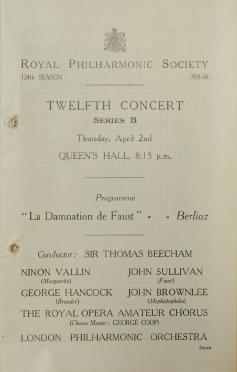 ROYAL PHILHARMONIC SOCIETY
124th SEASON 1935-36
TWELFTH CONCERT
SERIES B
Thursday, April 2nd
QUEEN'S HALL, 8.15 p.m.
Programme
"La Damnation de Faust" - - Berlioz
Conductor: SIR THOMAS BEECHAM
NINON VALLIN JOHN SULLIVAN
(Marguerite) (Faust)
GEORGE HANCOCK JOHN BROWNLEE
(Brander) (Mephistopheles)
THE ROYAL OPERA AMATEUR CHORUS
(Chorus Master: GEORGE COOP)
LONDON PHILHARMONIC ORCHESTRA